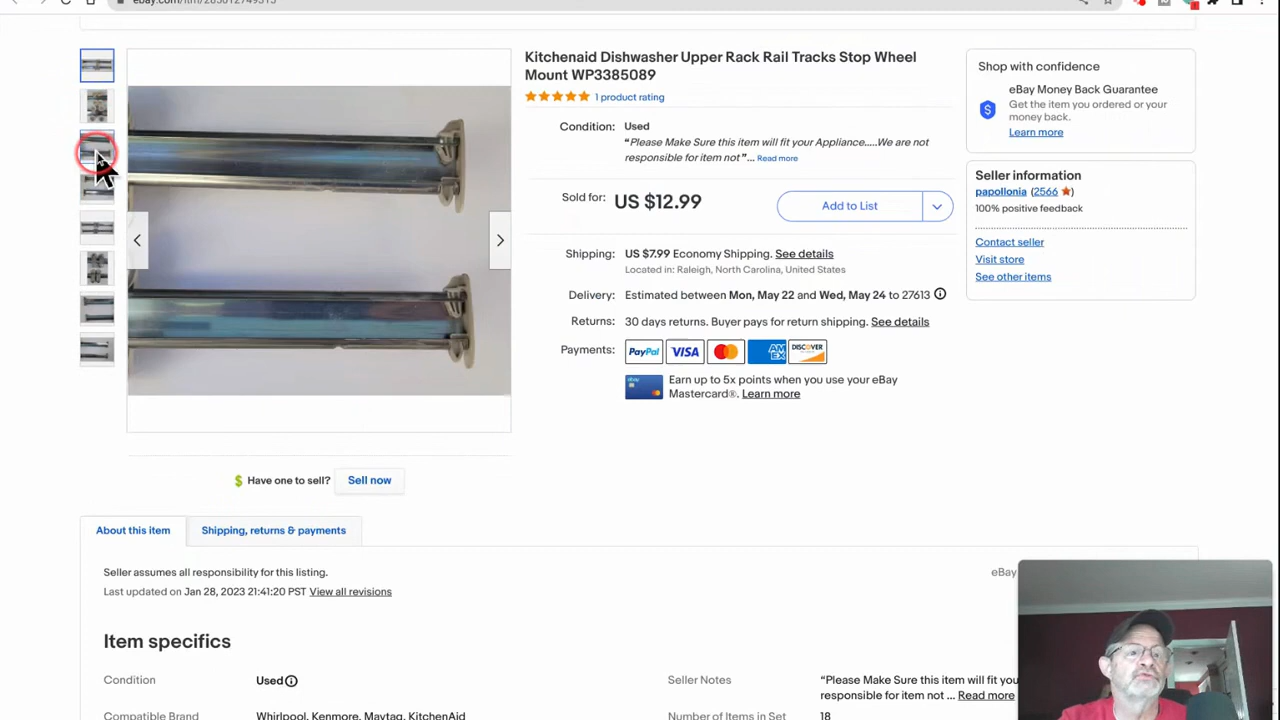 Kitchenaid Dishwasher Upper Rack Rail Tracks Stop Wheel
Mount WP3385089
1 product rating
Condition:
Used
“Please Make Sure this item will fit your Appliance.....We are not
responsible for item not ” ... Read more
Sold for:
US $12.99
Add to List
Shipping:
US $7.99 Economy Shipping. See details
Located in: Raleigh, North Carolina, United States
Delivery:
Estimated between Mon, May 22 and Wed, May 24 to 27613
Returns:
30 days returns. Buyer pays for return shipping. See details
Payments:
PayPal
VISA
AM
EX
DISCOVER
Earn up to 5x points when you use your eBay
Mastercard®. Learn more
Shop with confidence
eBay Money Back Guarantee
Get the item you ordered or your
money back.
Learn more
Seller information
papollonia (2566 )
100% positive feedback
Contact seller
Visit store
See other items
$ Have one to sell?
Sell now
About this item
Shipping, returns & payments
Seller assumes all responsibility for this listing.
eBay
Last updated on Jan 28, 2023 21:41:20 PST View all revisions
Item specifics
Condition
Used
Seller Notes
“Please Make Sure this item will fit you
responsible for item not ... Read more
Compatible Brand
Whirlpool, Kenmore, Maytag, KitchenAid
Number of Items in Set
18